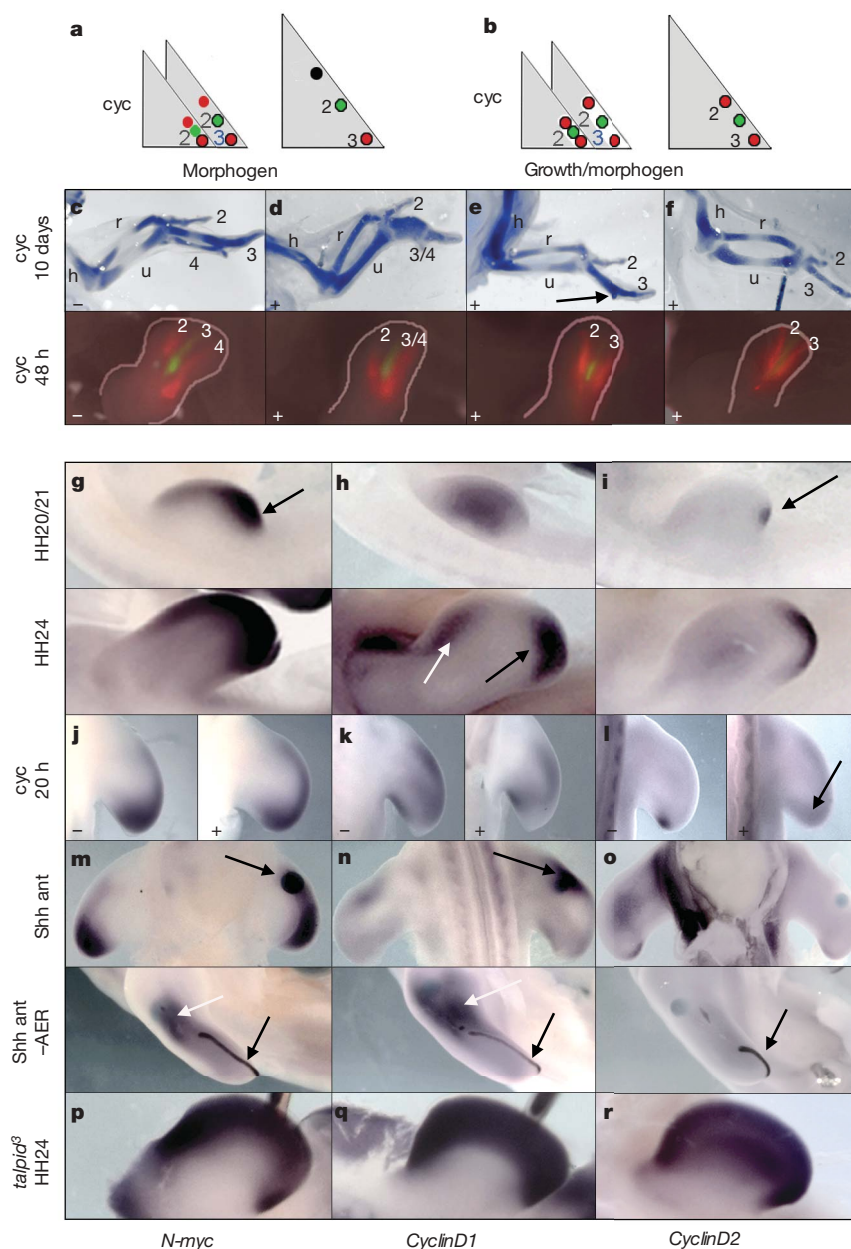 a
b
cyc
2
2
3
2
3
cyc
2
2
3
2
3
Morphogen
Growth/morphogen
cyc
10 days
c
h
r
u
2
4
3
–
d
h
r
u
2
3/4
+
e
h
r
u
2
3
+
f
h
r
u
2
3
+
cyc
48 h
2
3
4
–
2
3/4
+
2
3
+
2
3
+
HH20/21
g
h
i
HH24
cyc
20 h
j
–
+
k
–
+
l
–
+
Shh ant
m
n
o
Shh ant
–AER
talpid³
HH24
p
q
r
N-myc
CyclinD1
CyclinD2